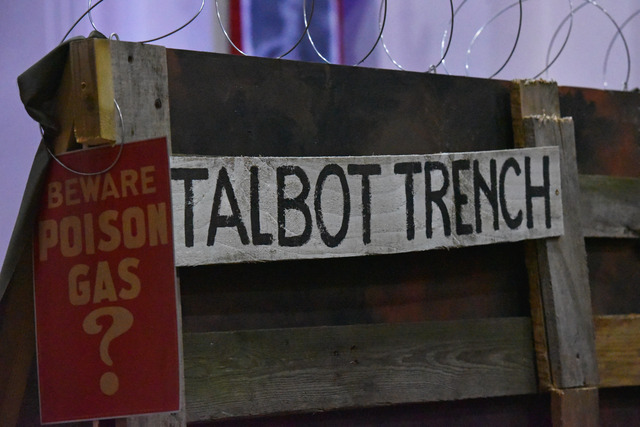 BEWARE
POISON
GAS
?
TALBOT TRENCH